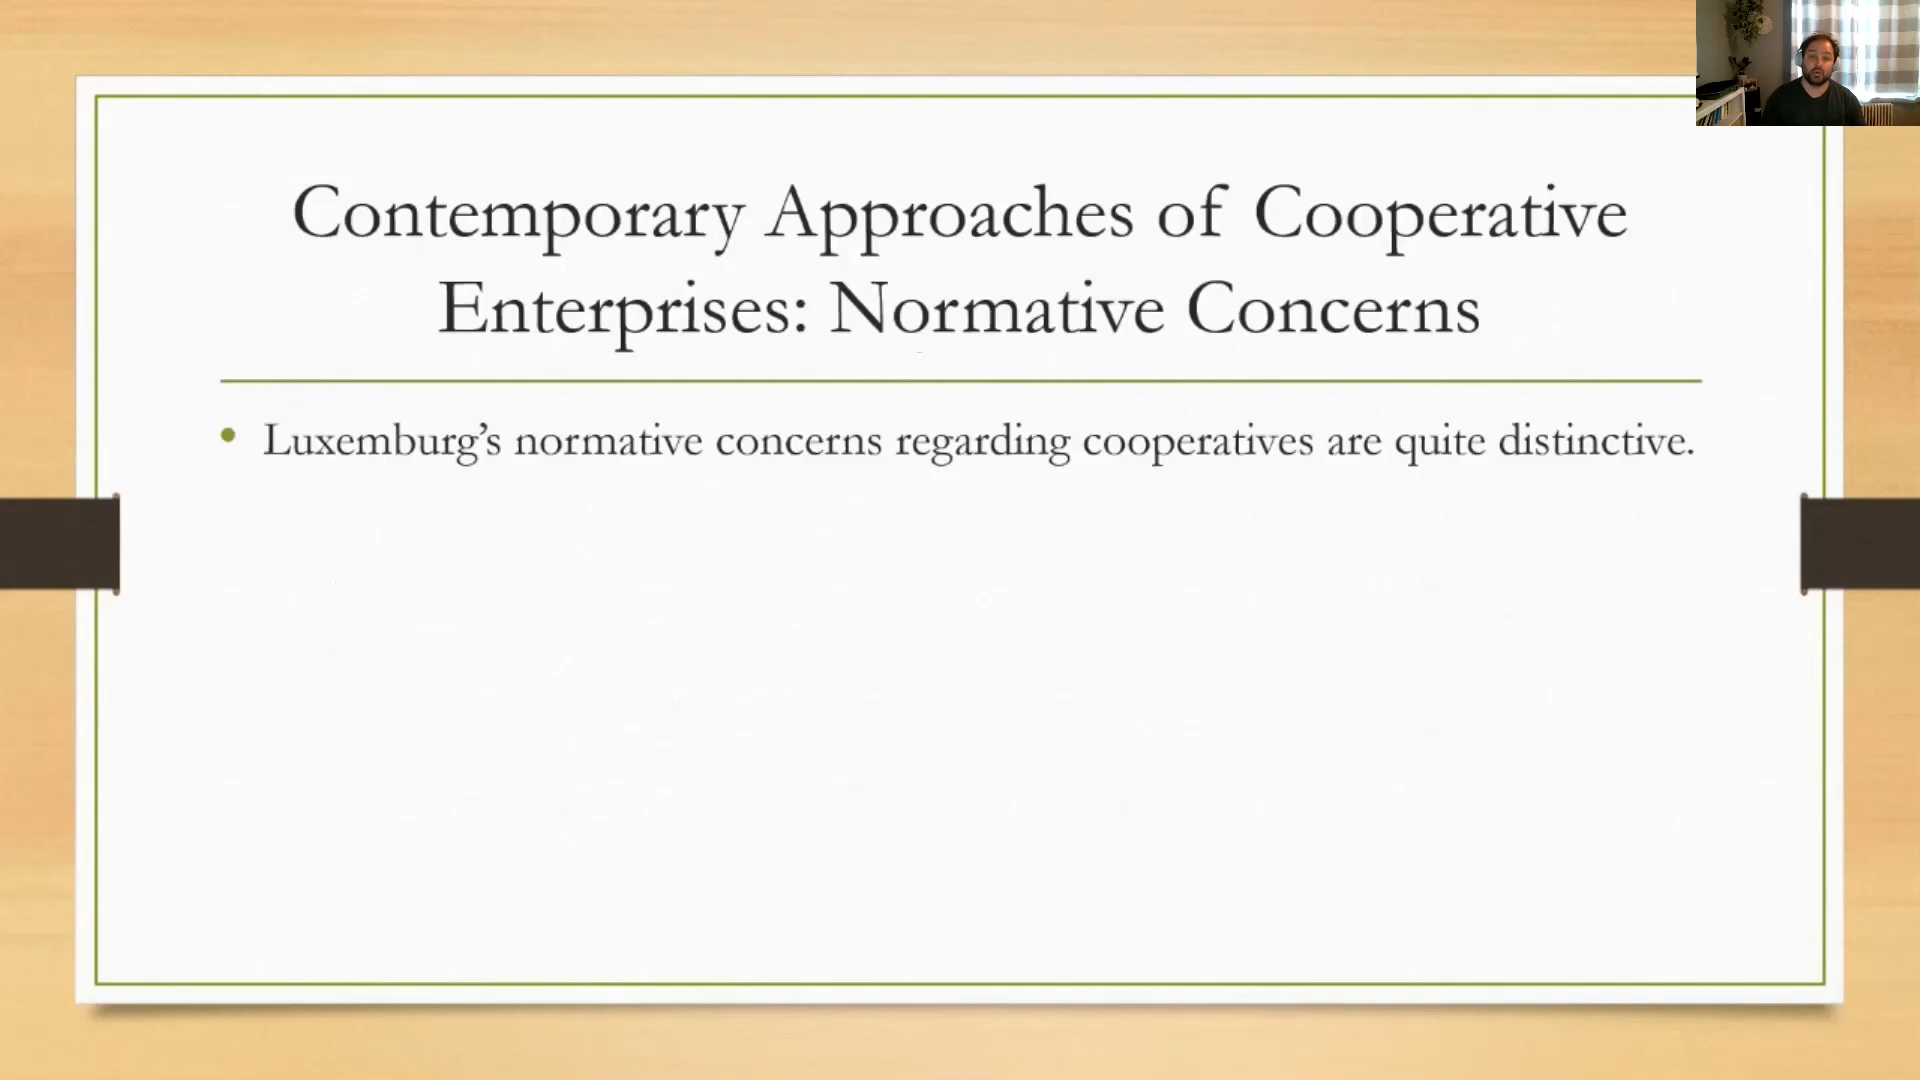 Contemporary Approaches of Cooperative
Enterprises: Normative Concerns
• Luxemburg’s normative concerns regarding cooperatives are quite distinctive.